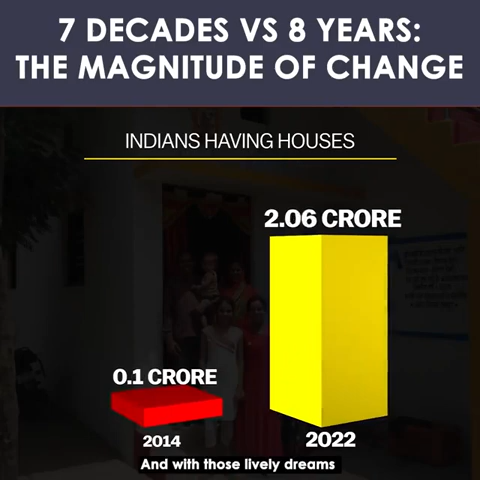 7 DECADES VS 8 YEARS:
THE MAGNITUDE OF CHANGE
INDIANS HAVING HOUSES
2.06 CRORE
0.1 CRORE
2014
2022
And with those lively dreams